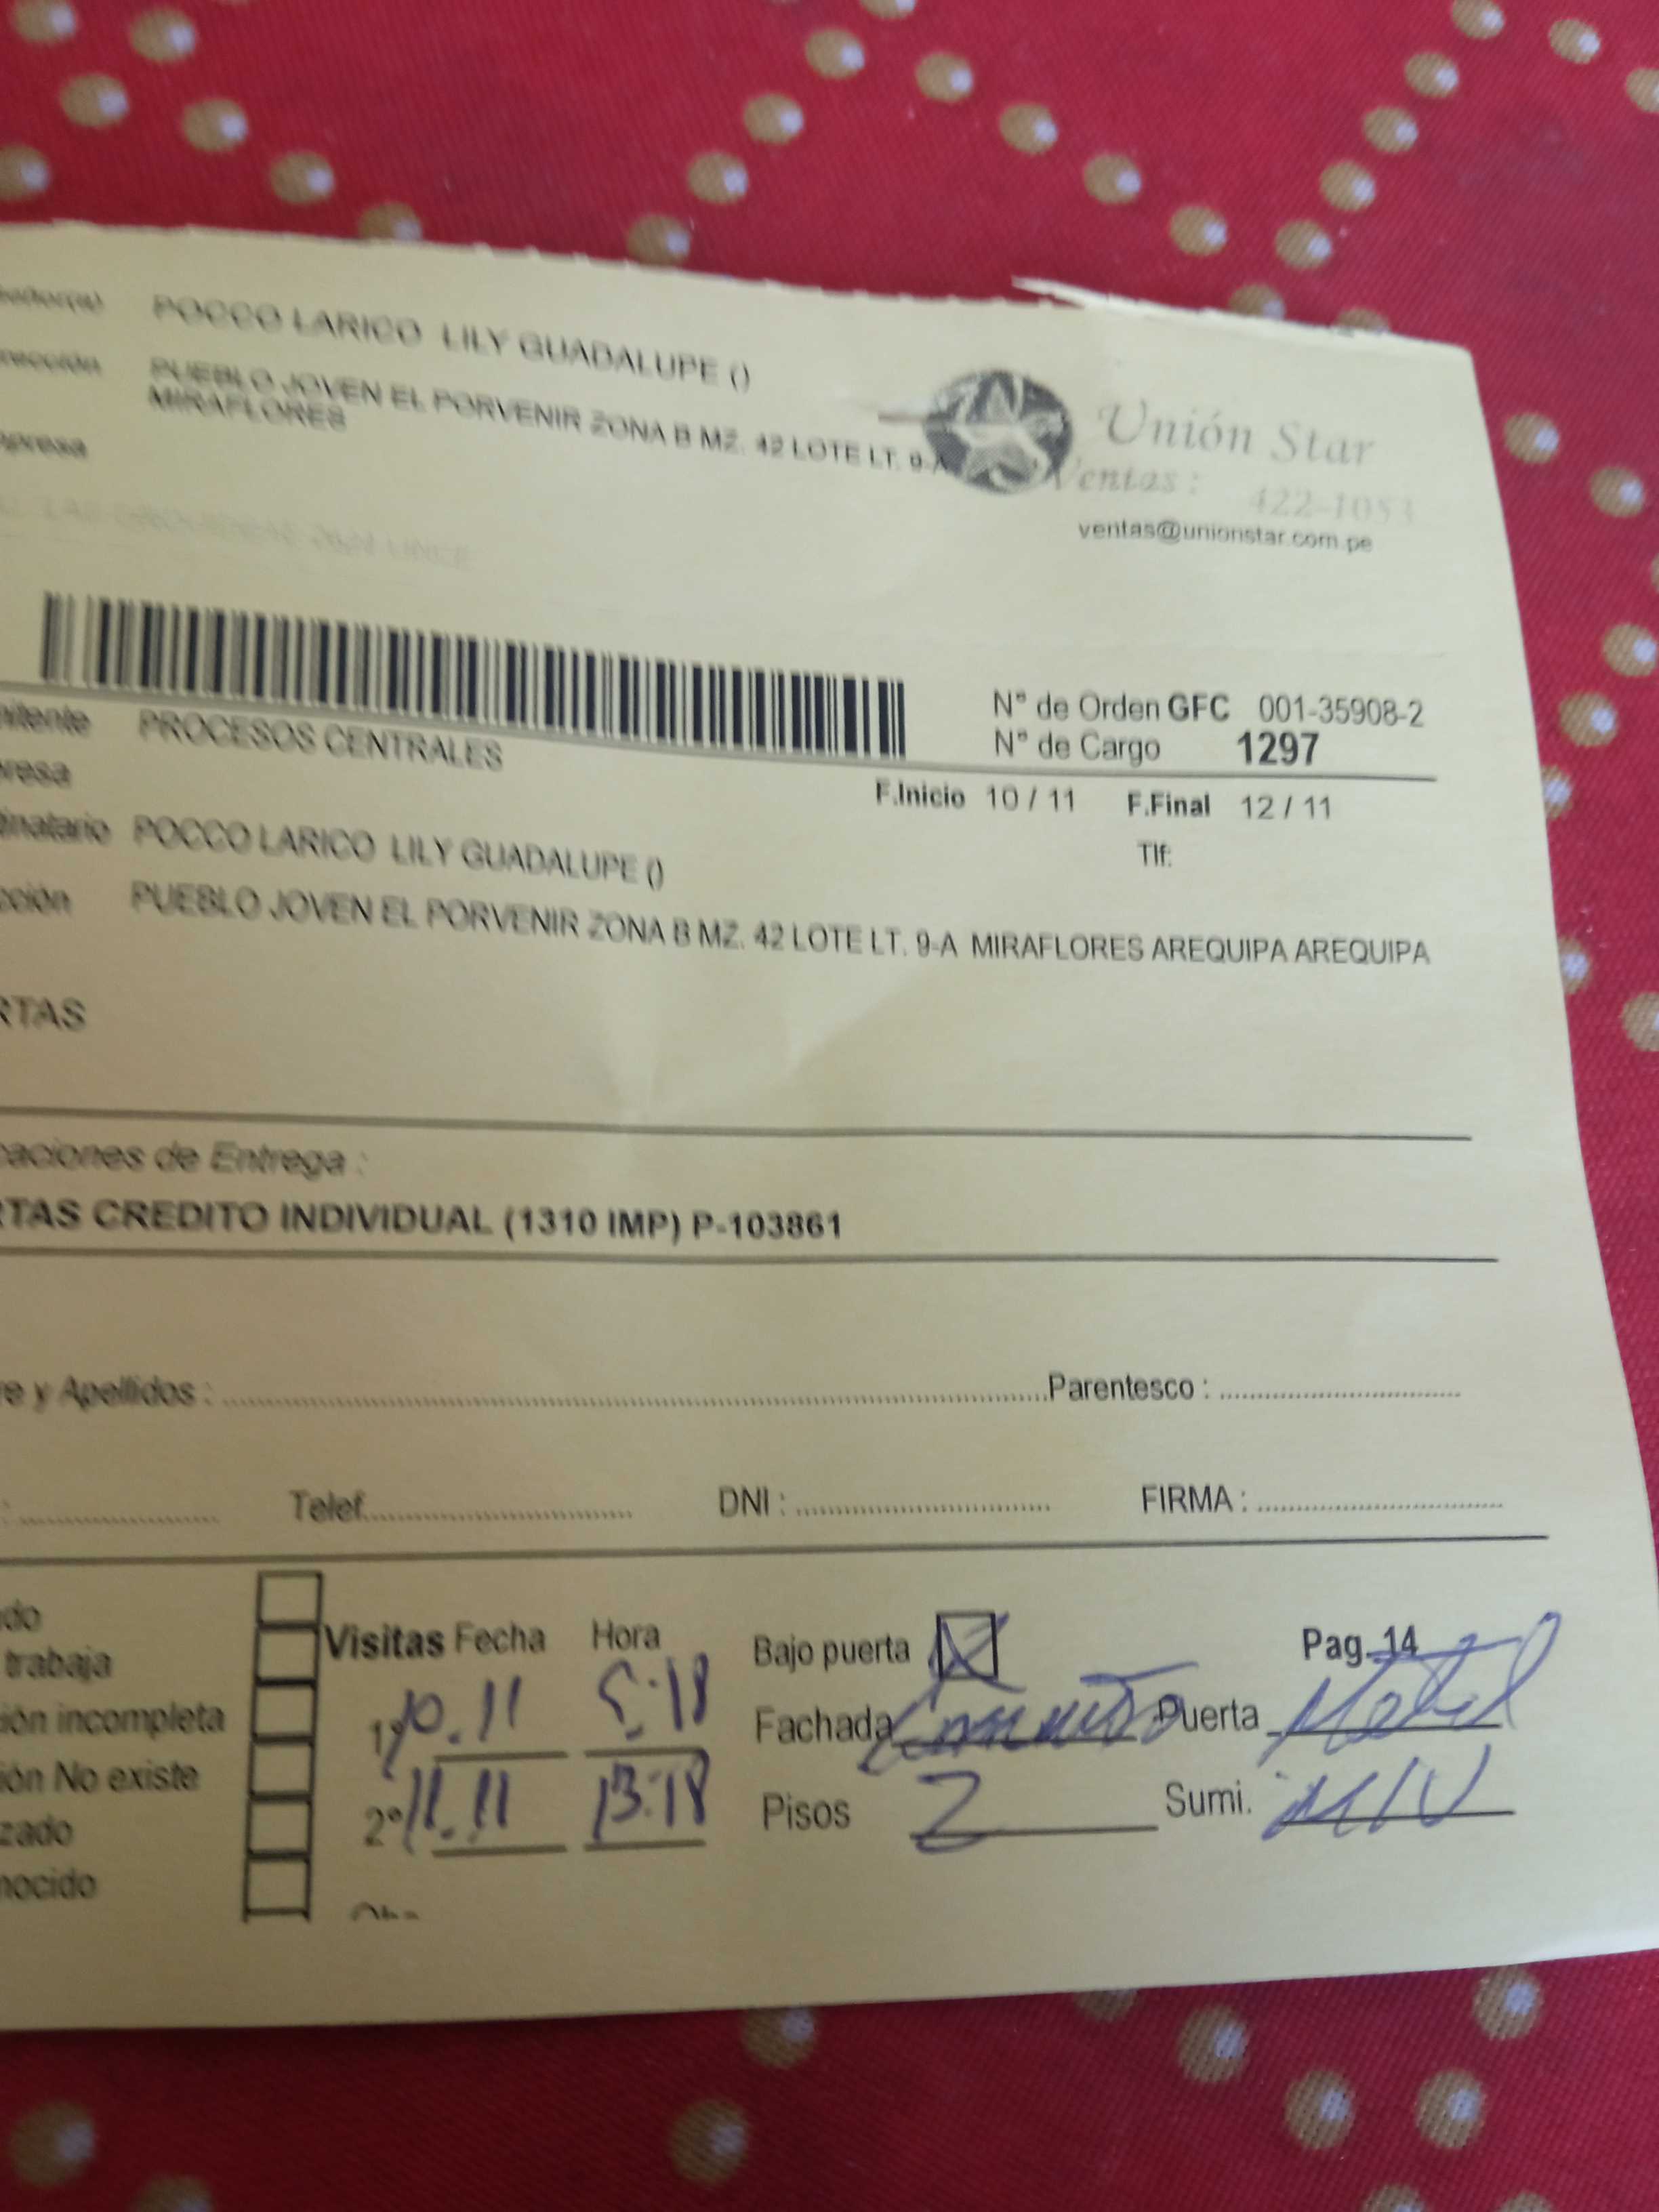 POCCO LARICO LILY GUADALUPE ()
PUEBLO JOVEN EL PORVENIR ZONA B MZ. 42 LOTE LT. 9-A
MIRAFLORES
Unión Star
Ventas : 422-1053
ventas@unionstar.com.pe
N° de Orden GFC 001-35908-2
N° de Cargo 1297
PROCESOS CENTRALES
F.Inicio 10 / 11 F.Final 12 / 11
POCCO LARICO LILY GUADALUPE ()
Tlf:
PUEBLO JOVEN EL PORVENIR ZONA B MZ. 42 LOTE LT. 9-A MIRAFLORES AREQUIPA AREQUIPA
RTAS
caciones de Entrega :
RTAS CREDITO INDIVIDUAL (1310 IMP) P-103861
re y Apellidos : Parentesco :
: Telef. DNI : FIRMA :
do
trabaja
ión incompleta
ión No existe
zado
nocido
Visitas Fecha Hora
1° 10.11
2° 11.11 13:18
Bajo puerta X Pag. 14
Fachada Puerta Metal
Pisos 2 Sumi.